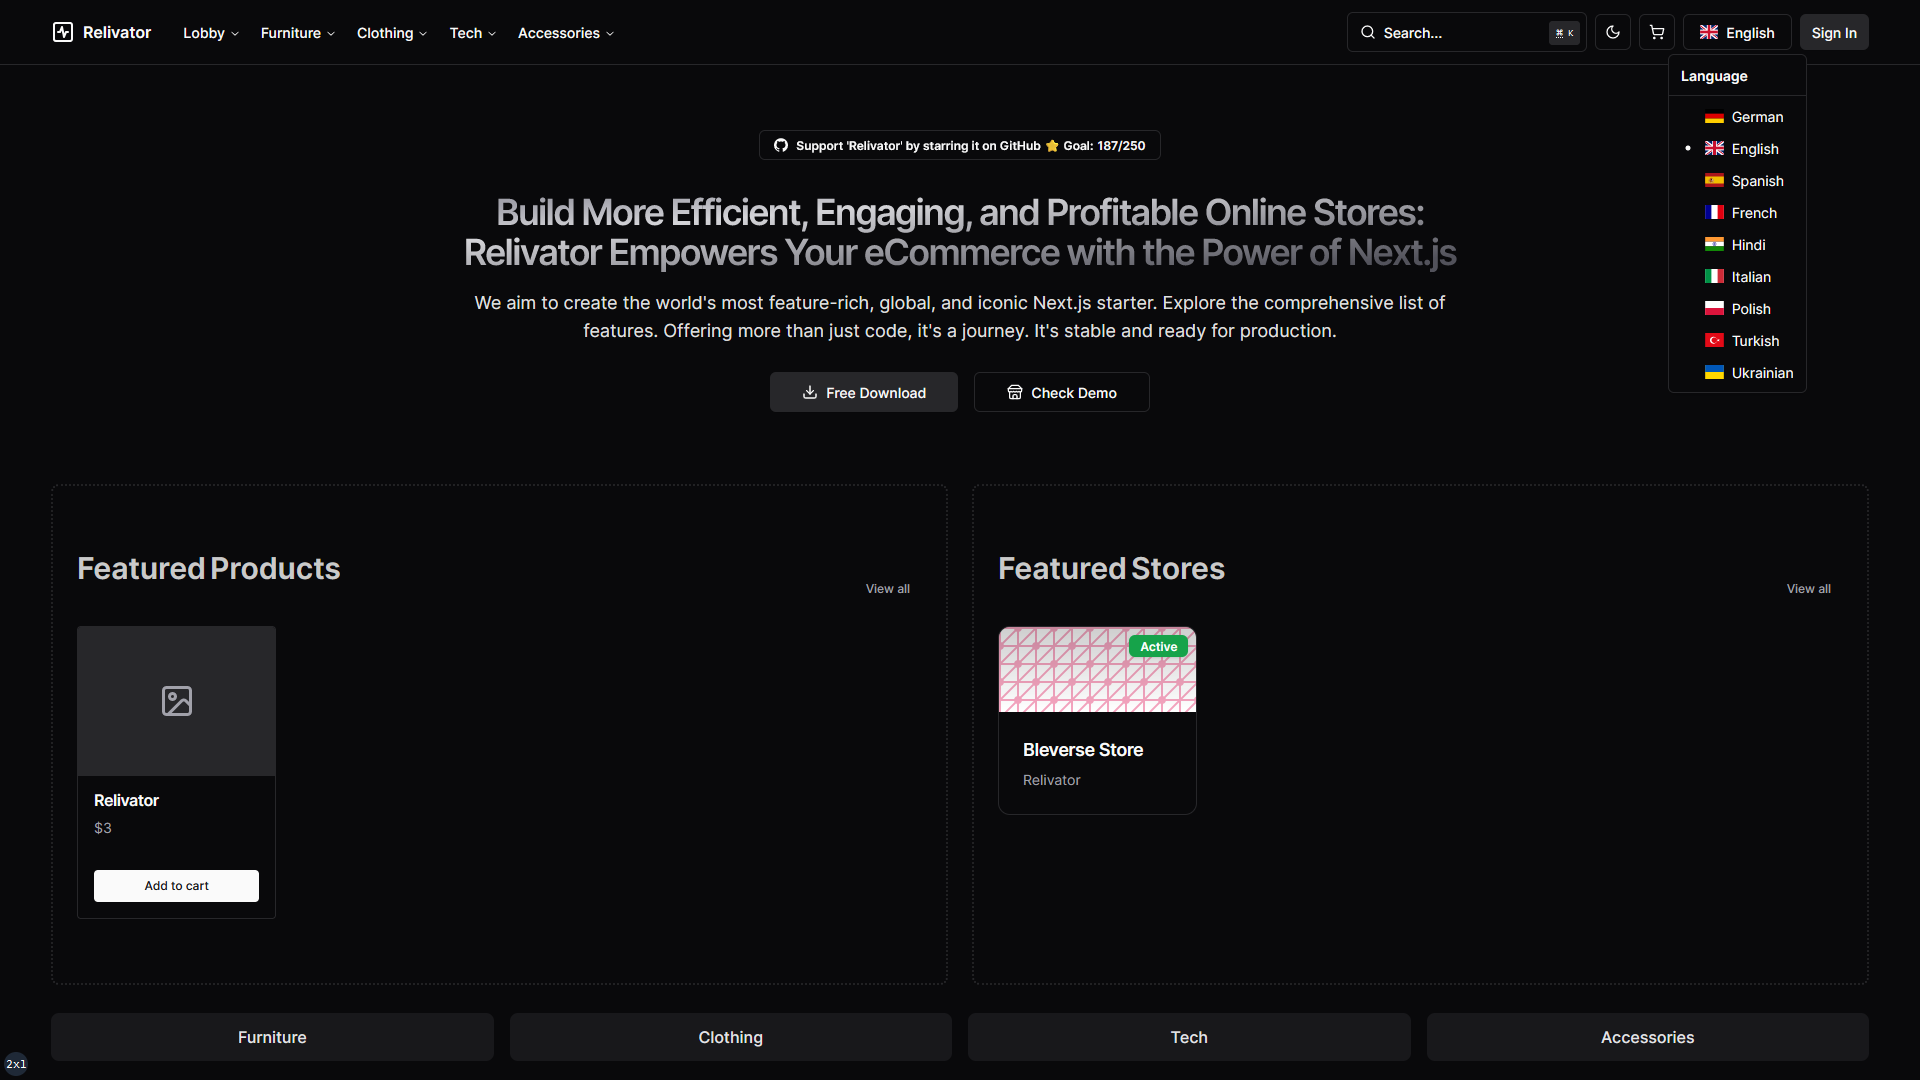 Relivator
Lobby
Furniture
Clothing
Tech
Accessories
Search...
⌘ K
English
Sign In
Language
German
English
Spanish
French
Hindi
Italian
Polish
Turkish
Ukrainian
Support 'Relivator' by starring it on GitHub ⭐ Goal: 187/250
Build More Efficient, Engaging, and Profitable Online Stores:
Relivator Empowers Your eCommerce with the Power of Next.js
We aim to create the world's most feature-rich, global, and iconic Next.js starter. Explore the comprehensive list of
features. Offering more than just code, it's a journey. It's stable and ready for production.
Free Download
Check Demo
Featured Products
View all
Relivator
$3
Add to cart
Featured Stores
View all
Active
Bleverse Store
Relivator
Furniture
Clothing
Tech
Accessories
2xl